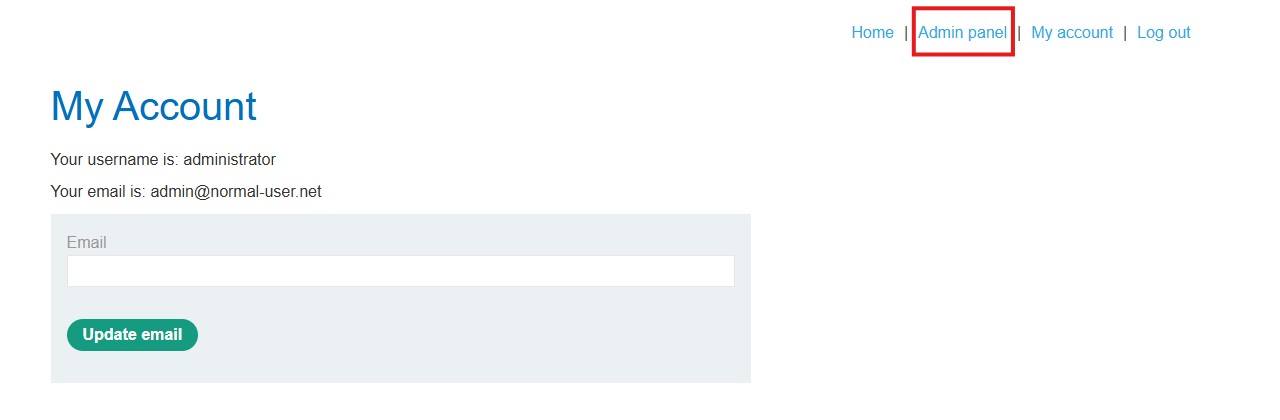 Home | Admin panel | My account | Log out
My Account
Your username is: administrator
Your email is: admin@normal-user.net
Email
Update email